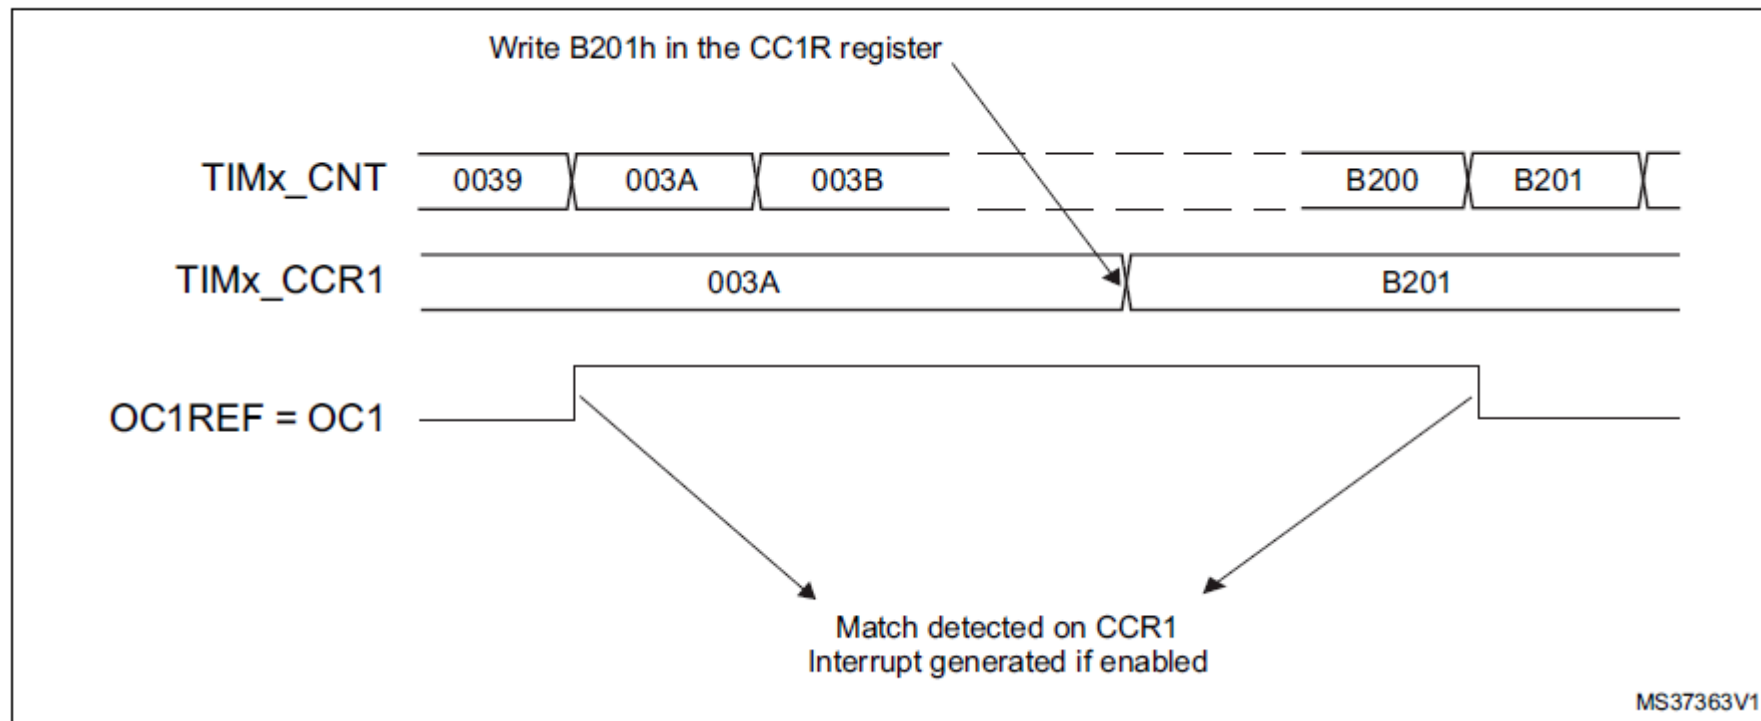 Write B201h in the CC1R register
TIMx_CNT 0039 003A 003B B200 B201
TIMx_CCR1 003A B201
OC1REF = OC1
Match detected on CCR1
Interrupt generated if enabled
MS37363V1